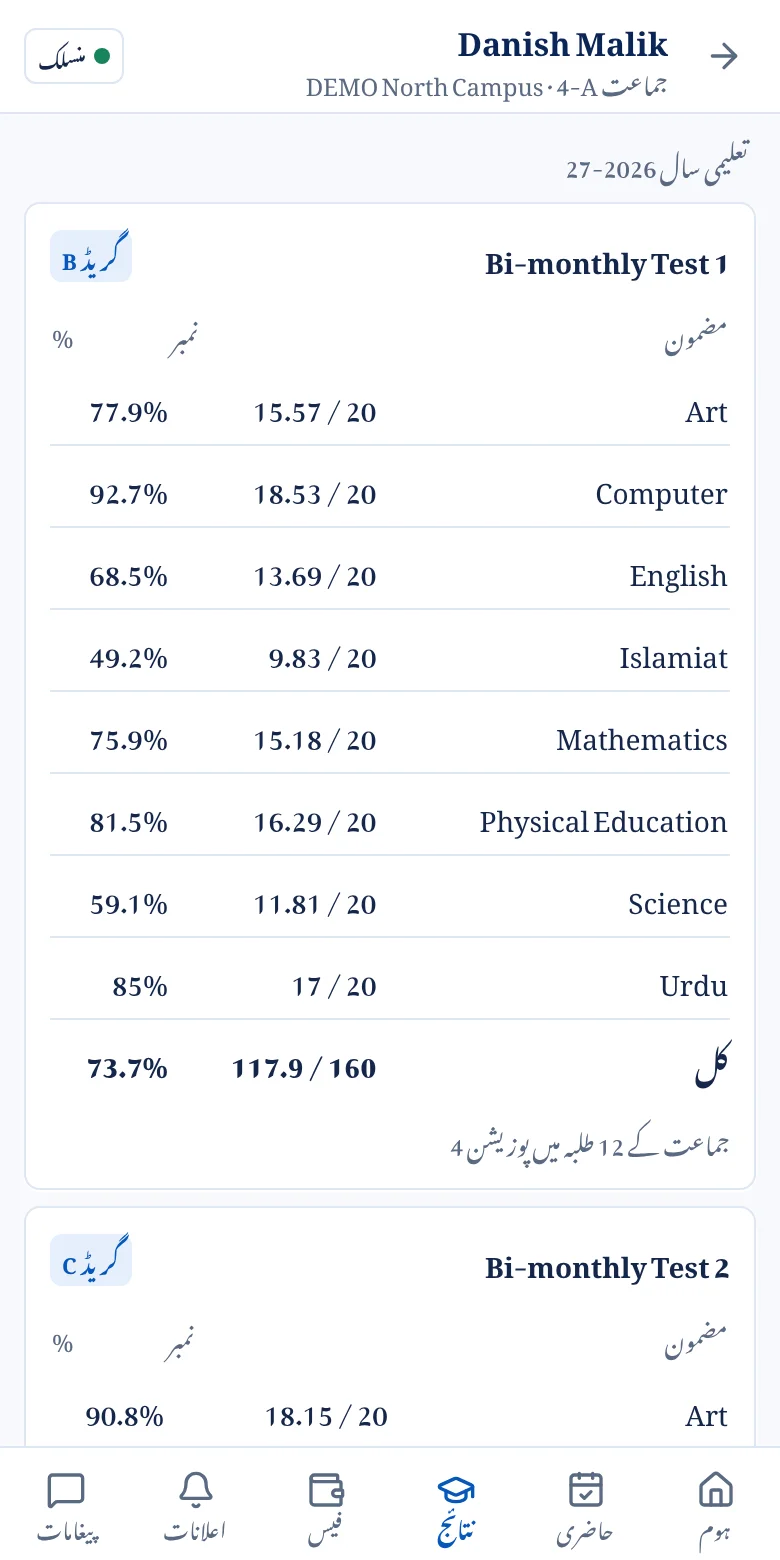 Danish Malik
جماعت 4-A · DEMO North Campus
منسلک
تعلیمی سال 2026-27
Bi-monthly Test 1 گریڈ B
مضمون نمبر %
Art 15.57 / 20 77.9%
Computer 18.53 / 20 92.7%
English 13.69 / 20 68.5%
Islamiat 9.83 / 20 49.2%
Mathematics 15.18 / 20 75.9%
Physical Education 16.29 / 20 81.5%
Science 11.81 / 20 59.1%
Urdu 17 / 20 85%
کل 117.9 / 160 73.7%
جماعت کے 12 طلبہ میں پوزیشن 4
Bi-monthly Test 2 گریڈ C
مضمون نمبر %
Art 18.15 / 20 90.8%
ہوم حاضری نتائج فیس اعلانات پیغامات